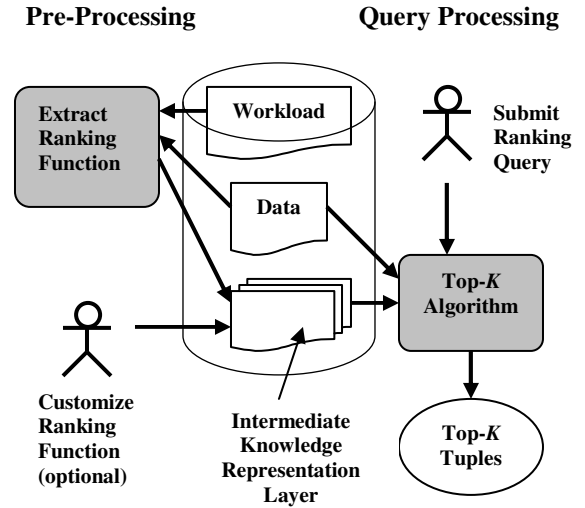 Pre-Processing
Query Processing
Extract
Ranking
Function
Workload
Submit
Ranking
Query
Data
Top-K
Algorithm
Customize
Ranking
Function
(optional)
Intermediate
Knowledge
Representation
Layer
Top-K
Tuples